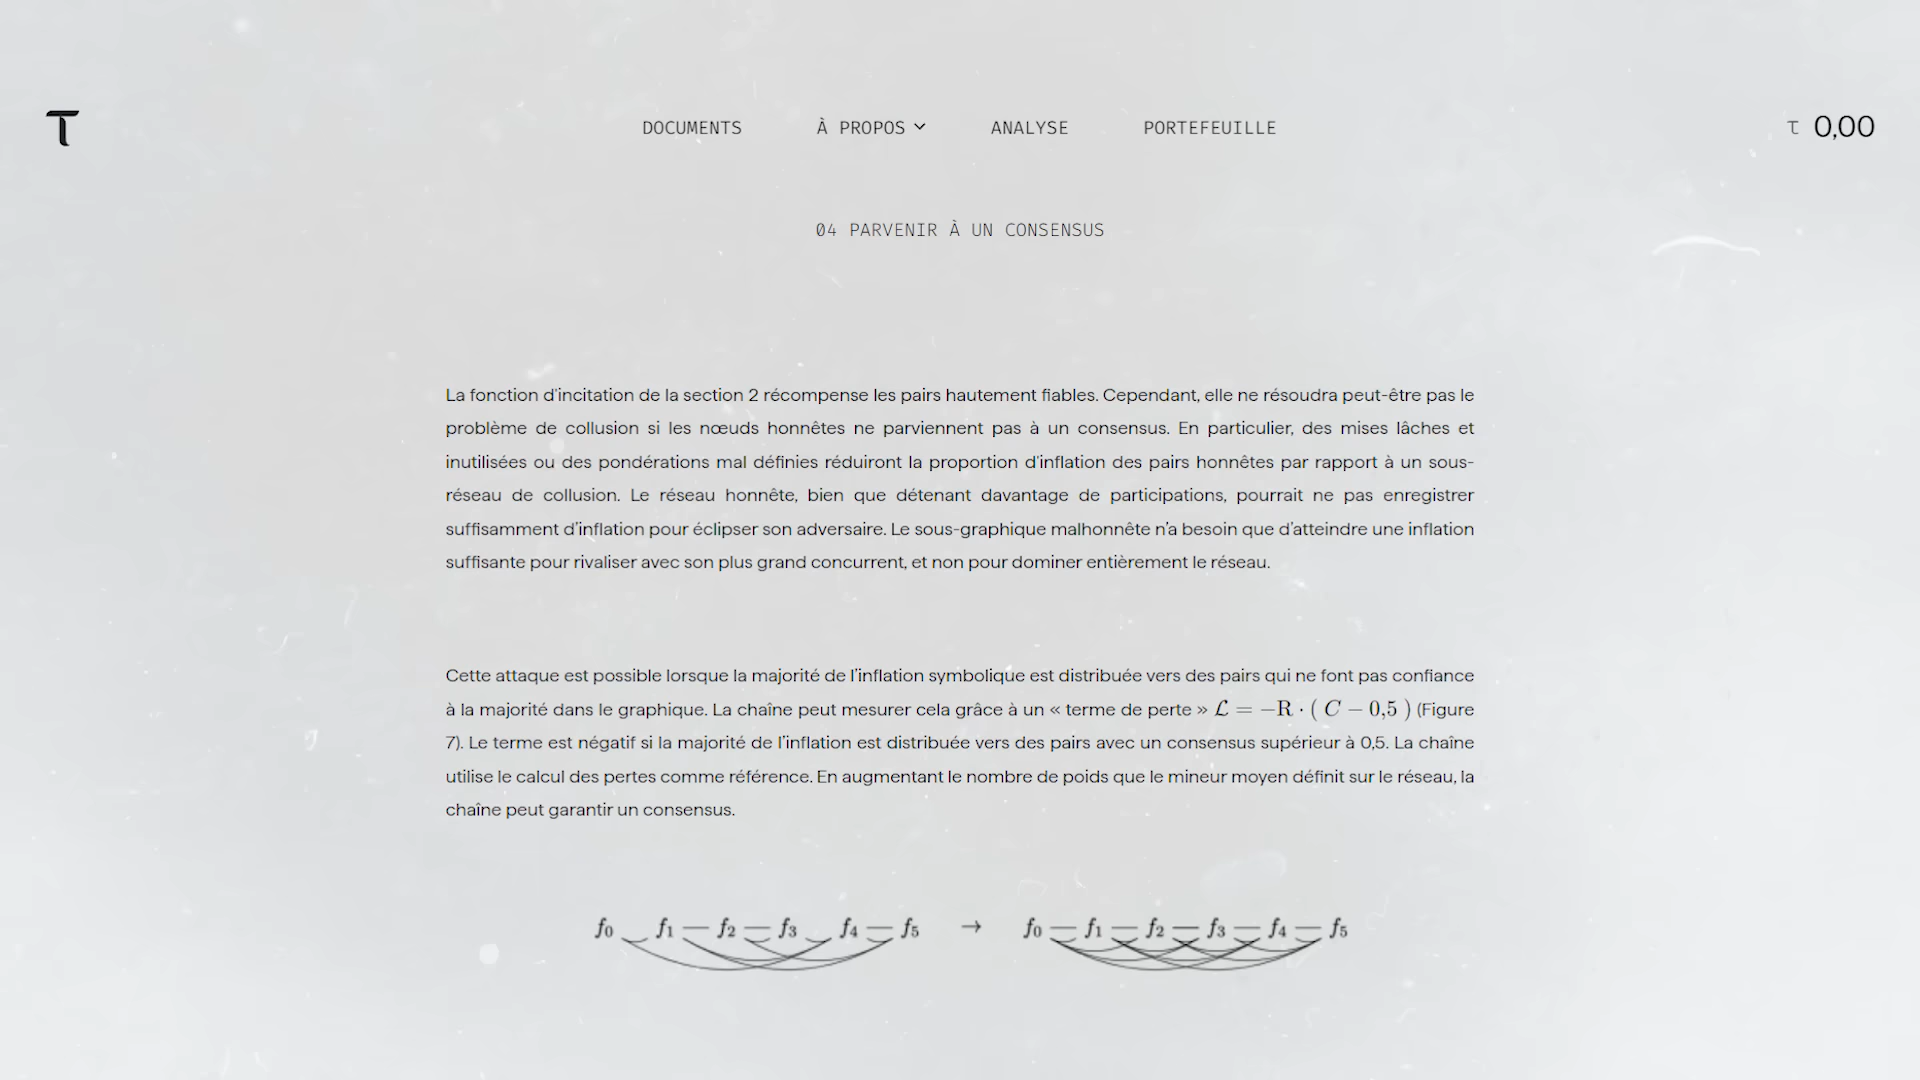 τ
DOCUMENTS À PROPOS ANALYSE PORTEFEUILLE τ 0,00
04 PARVENIR À UN CONSENSUS
La fonction d'incitation de la section 2 récompense les pairs hautement fiables. Cependant, elle ne résoudra peut-être pas le
problème de collusion si les nœuds honnêtes ne parviennent pas à un consensus. En particulier, des mises lâches et
inutilisées ou des pondérations mal définies réduiront la proportion d'inflation des pairs honnêtes par rapport à un sous-
réseau de collusion. Le réseau honnête, bien que détenant davantage de participations, pourrait ne pas enregistrer
suffisamment d'inflation pour éclipser son adversaire. Le sous-graphique malhonnête n'a besoin que d'atteindre une inflation
suffisante pour rivaliser avec son plus grand concurrent, et non pour dominer entièrement le réseau.
Cette attaque est possible lorsque la majorité de l'inflation symbolique est distribuée vers des pairs qui ne font pas confiance
à la majorité dans le graphique. La chaîne peut mesurer cela grâce à un « terme de perte » ℒ = −R · ( C − 0,5 ) (Figure
7). Le terme est négatif si la majorité de l'inflation est distribuée vers des pairs avec un consensus supérieur à 0,5. La chaîne
utilise le calcul des pertes comme référence. En augmentant le nombre de poids que le mineur moyen définit sur le réseau, la
chaîne peut garantir un consensus.
f0 f1 f2 f3 f4 f5 → f0 f1 f2 f3 f4 f5